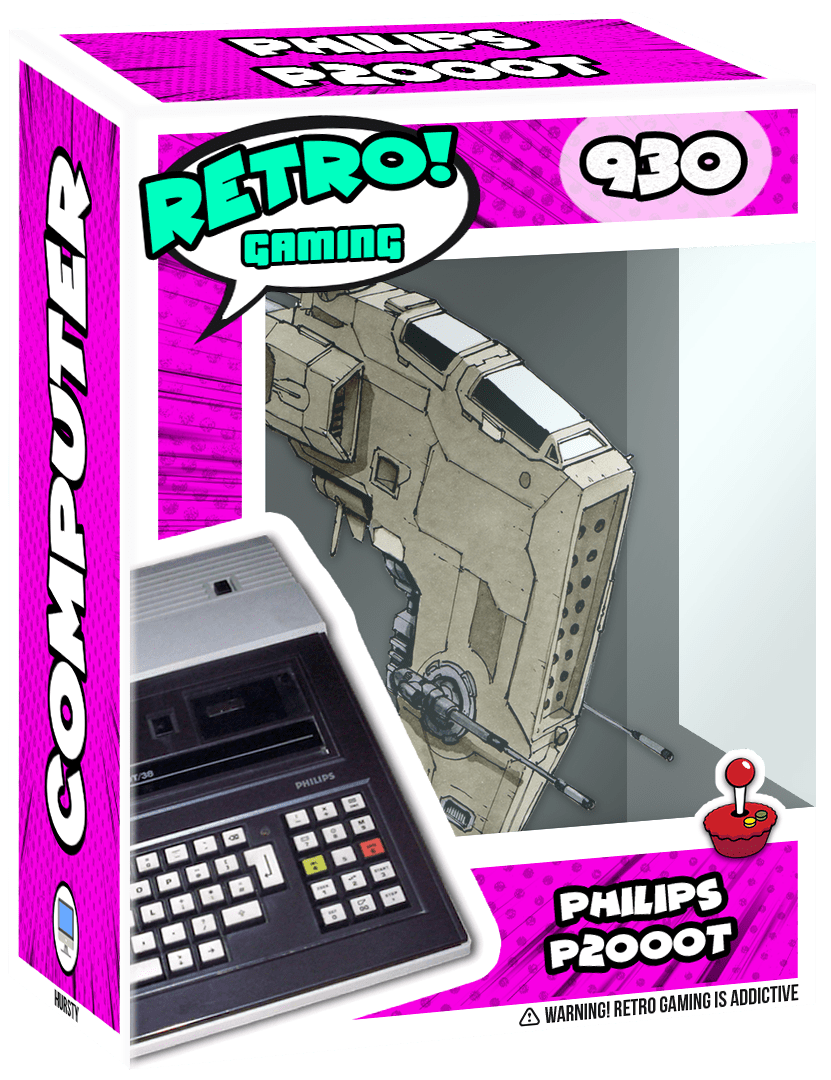 PHILIPS
P2000T
RETRO!
GAMING
930
COMPUTER
HURSTY
PHILIPS
PHILIPS
P2000T
WARNING! RETRO GAMING IS ADDICTIVE